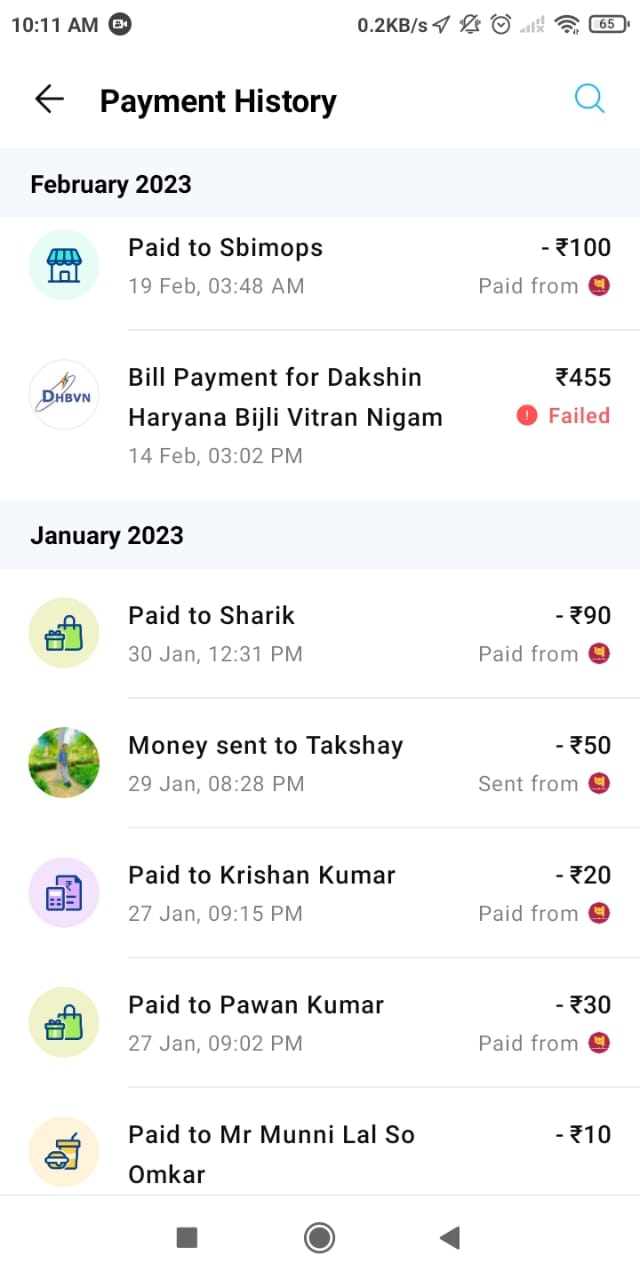 10:11 AM 0.2KB/s 65
Payment History
February 2023
Paid to Sbimops - ₹100
19 Feb, 03:48 AM Paid from
Bill Payment for Dakshin ₹455
DHBVN Haryana Bijli Vitran Nigam ! Failed
14 Feb, 03:02 PM
January 2023
Paid to Sharik - ₹90
30 Jan, 12:31 PM Paid from
Money sent to Takshay - ₹50
29 Jan, 08:28 PM Sent from
Paid to Krishan Kumar - ₹20
27 Jan, 09:15 PM Paid from
Paid to Pawan Kumar - ₹30
27 Jan, 09:02 PM Paid from
Paid to Mr Munni Lal So - ₹10
Omkar